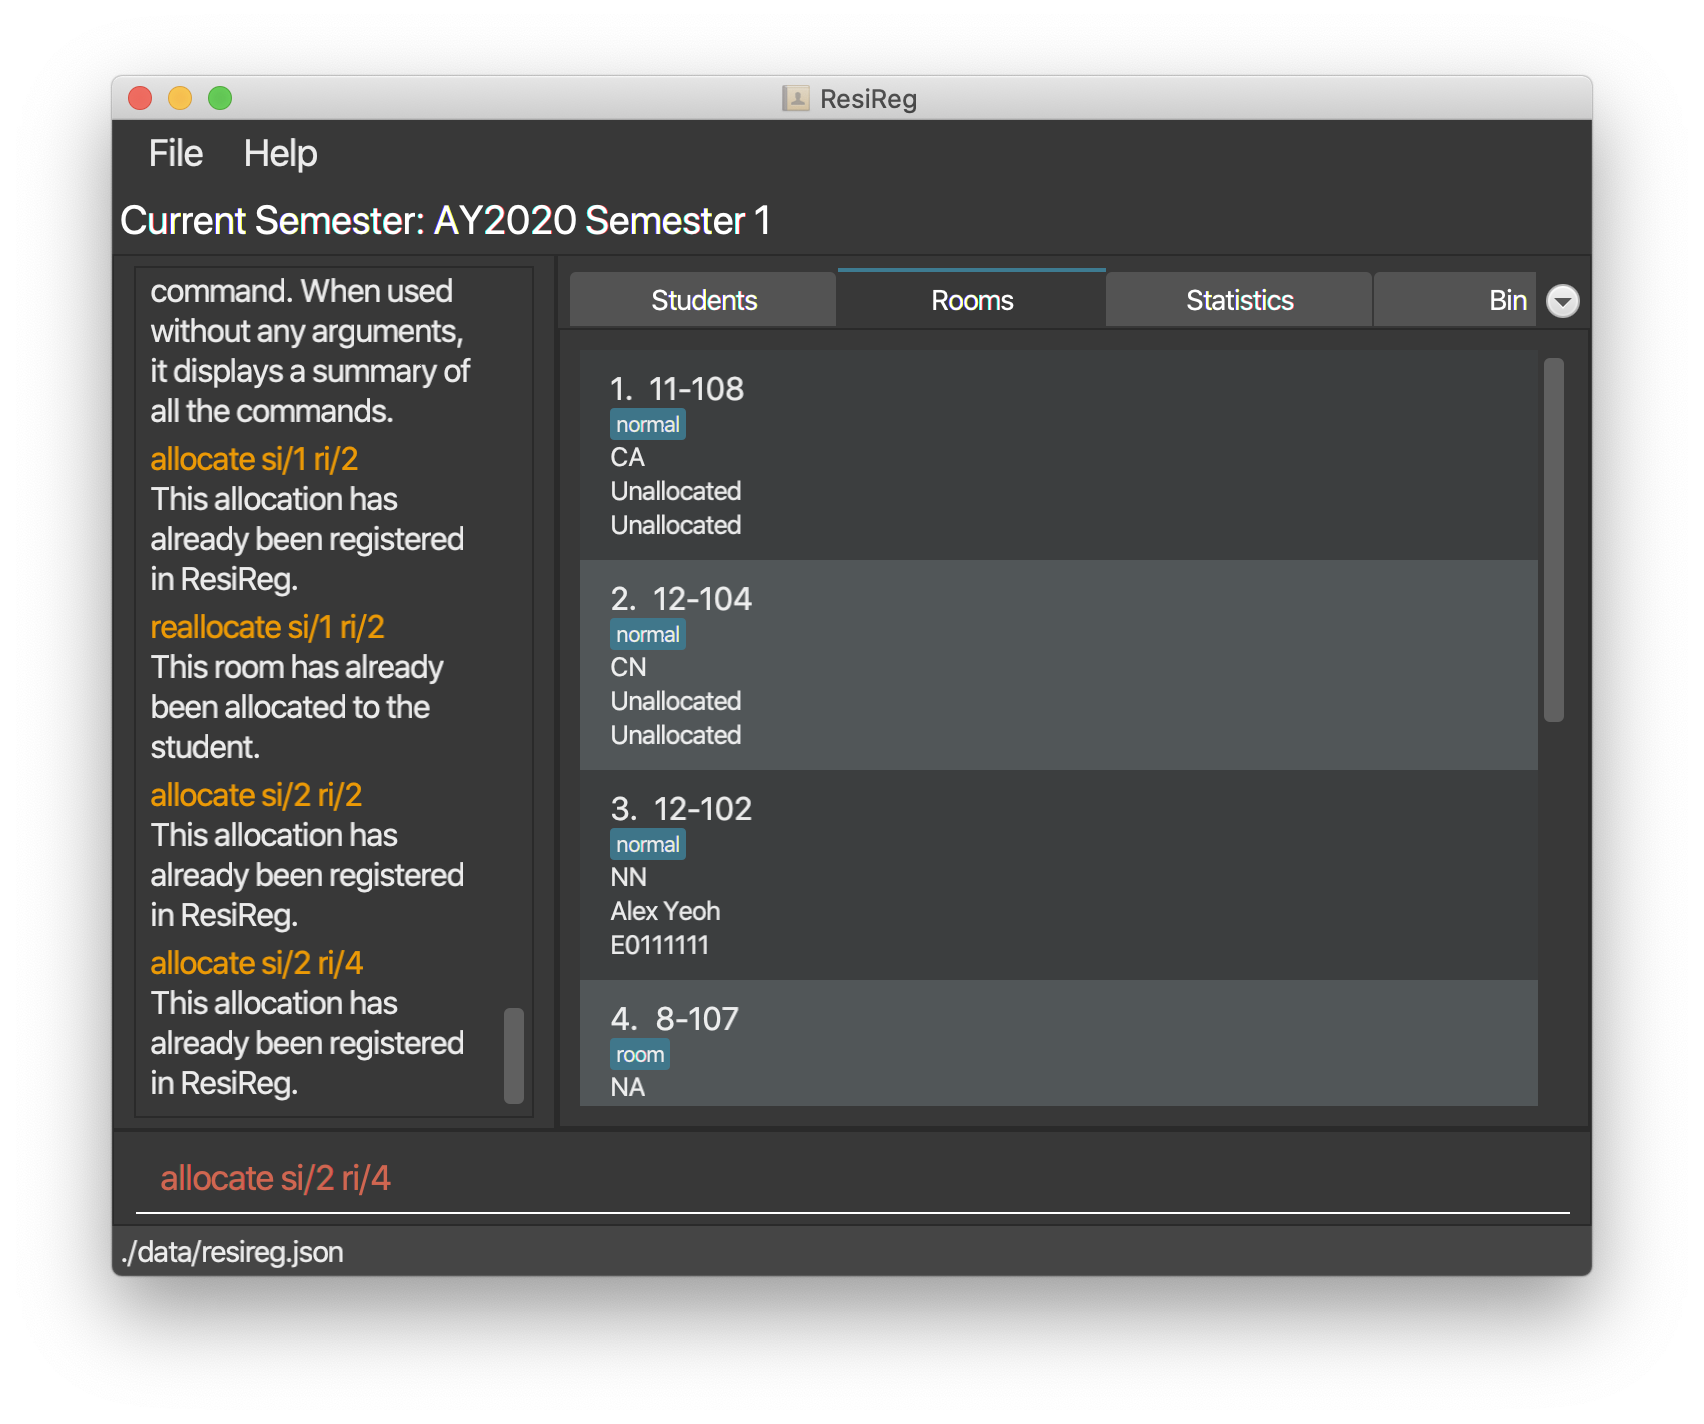 ResiReg
File Help
Current Semester: AY2020 Semester 1
command. When used
without any arguments,
it displays a summary of
all the commands.
allocate si/1 ri/2
This allocation has
already been registered
in ResiReg.
reallocate si/1 ri/2
This room has already
been allocated to the
student.
allocate si/2 ri/2
This allocation has
already been registered
in ResiReg.
allocate si/2 ri/4
This allocation has
already been registered
in ResiReg.
Students Rooms Statistics Bin
1. 11-108
normal
CA
Unallocated
Unallocated
2. 12-104
normal
CN
Unallocated
Unallocated
3. 12-102
normal
NN
Alex Yeoh
E0111111
4. 8-107
room
NA
allocate si/2 ri/4
./data/resireg.json